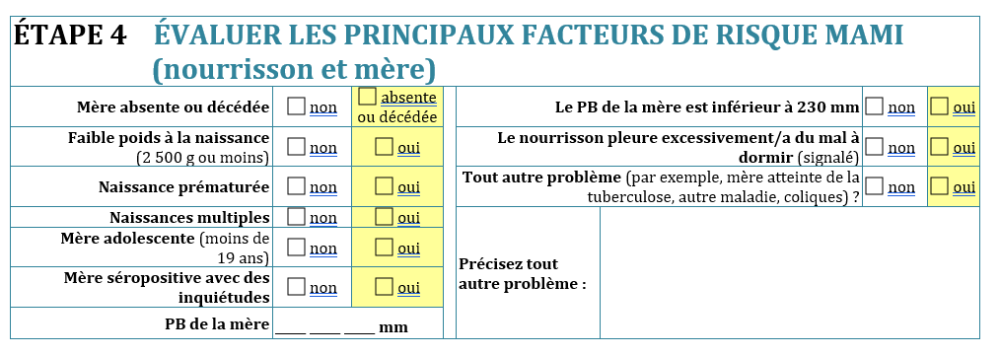 ÉTAPE 4 ÉVALUER LES PRINCIPAUX FACTEURS DE RISQUE MAMI
(nourrisson et mère)
Mère absente ou décédée
non
absente
ou décédée
Faible poids à la naissance
(2 500 g ou moins)
non
oui
Naissance prématurée
non
oui
Naissances multiples
non
oui
Mère adolescente (moins de
19 ans)
non
oui
Mère séropositive avec des
inquiétudes
non
oui
PB de la mère
____ ____ ____ mm
Le PB de la mère est inférieur à 230 mm
non
oui
Le nourrisson pleure excessivement/a du mal à
dormir (signalé)
non
oui
Tout autre problème (par exemple, mère atteinte de la
tuberculose, autre maladie, coliques) ?
non
oui
Précisez tout
autre problème :